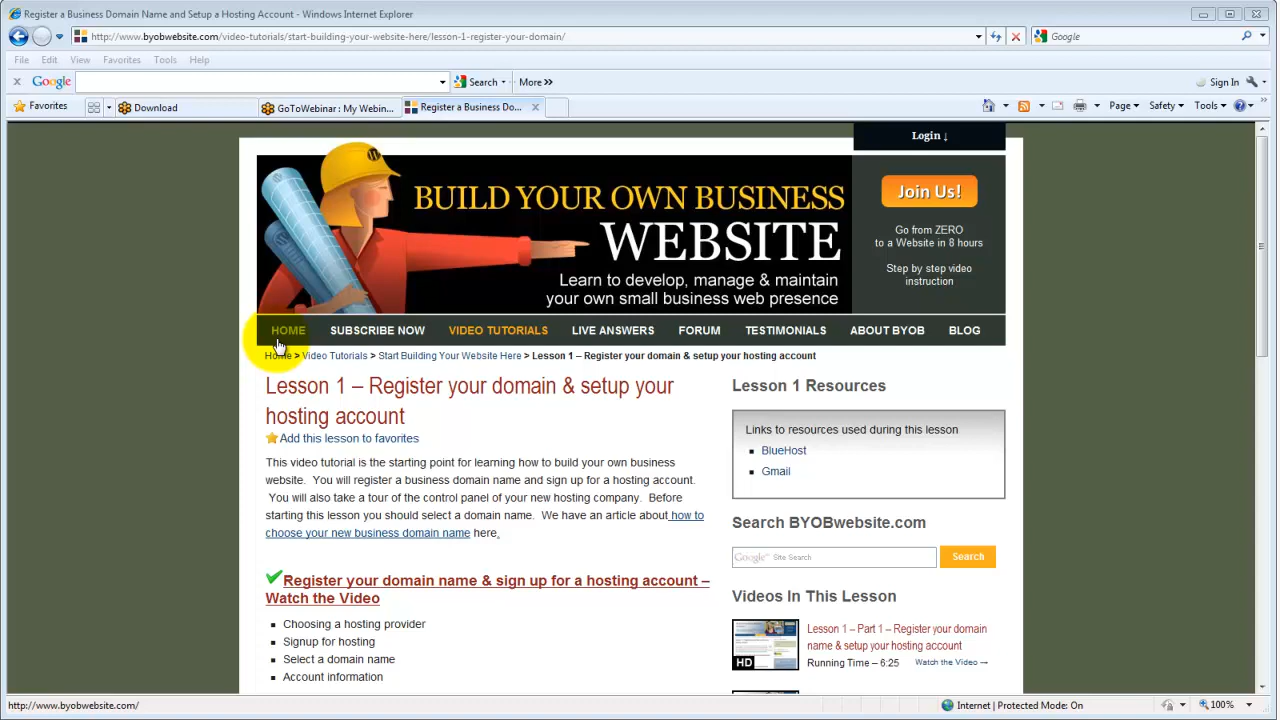 Register a Business Domain Name and Setup a Hosting Account - Windows Internet Explorer
http://www.byobwebsite.com/video-tutorials/start-building-your-website-here/lesson-1-register-your-domain/
Google
File Edit View Favorites Tools Help
x Google Search More »
Sign In
Favorites Download GoToWebinar : My Webin... Register a Business Do... x
Page Safety Tools
Login ↓
BUILD YOUR OWN BUSINESS
WEBSITE
Learn to develop, manage & maintain
your own small business web presence
Join Us!
Go from ZERO
to a Website in 8 hours
Step by step video
instruction
HOME SUBSCRIBE NOW VIDEO TUTORIALS LIVE ANSWERS FORUM TESTIMONIALS ABOUT BYOB BLOG
Home > Video Tutorials > Start Building Your Website Here > Lesson 1 – Register your domain & setup your hosting account
Lesson 1 – Register your domain & setup your
hosting account
Add this lesson to favorites
This video tutorial is the starting point for learning how to build your own business
website. You will register a business domain name and sign up for a hosting account.
You will also take a tour of the control panel of your new hosting company. Before
starting this lesson you should select a domain name. We have an article about how to
choose your new business domain name here.
Register your domain name & sign up for a hosting account –
Watch the Video
Choosing a hosting provider
Signup for hosting
Select a domain name
Account information
Lesson 1 Resources
Links to resources used during this lesson
BlueHost
Gmail
Search BYOBwebsite.com
Google™ Site Search Search
Videos In This Lesson
HD
Lesson 1 – Part 1 – Register your domain
name & setup your hosting account
Running Time – 6:25 Watch the Video →
http://www.byobwebsite.com/
Internet | Protected Mode: On
100%